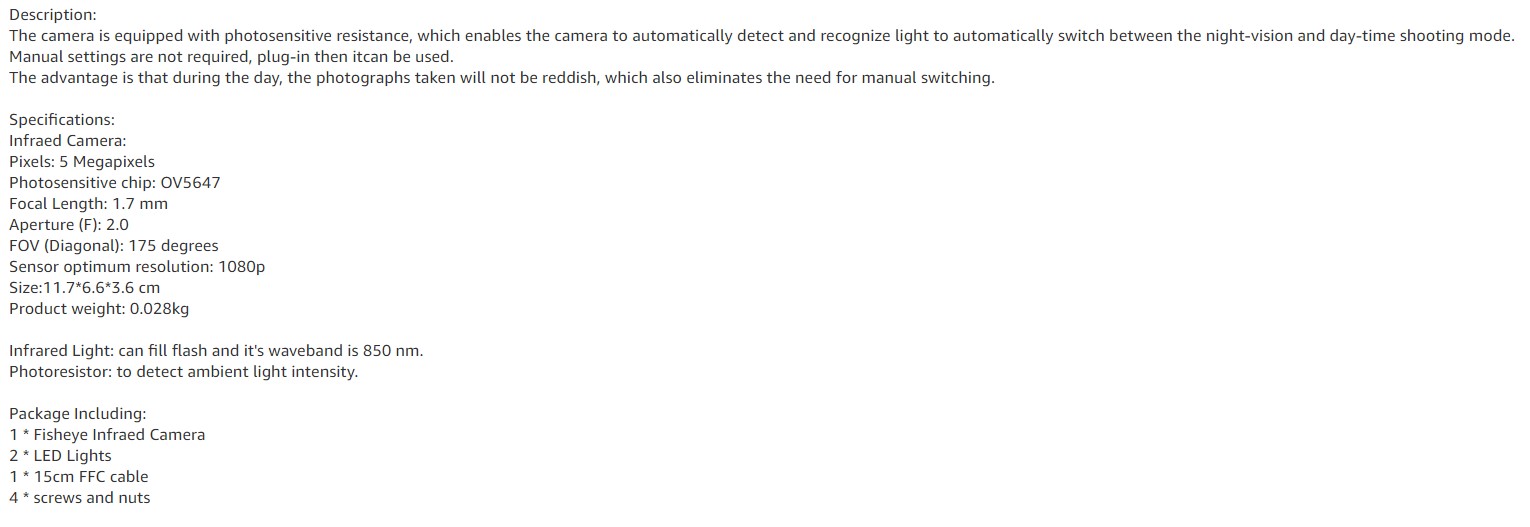 Description:
The camera is equipped with photosensitive resistance, which enables the camera to automatically detect and recognize light to automatically switch between the night-vision and day-time shooting mode.
Manual settings are not required, plug-in then itcan be used.
The advantage is that during the day, the photographs taken will not be reddish, which also eliminates the need for manual switching.
Specifications:
Infraed Camera:
Pixels: 5 Megapixels
Photosensitive chip: OV5647
Focal Length: 1.7 mm
Aperture (F): 2.0
FOV (Diagonal): 175 degrees
Sensor optimum resolution: 1080p
Size:11.7*6.6*3.6 cm
Product weight: 0.028kg
Infrared Light: can fill flash and it's waveband is 850 nm.
Photoresistor: to detect ambient light intensity.
Package Including:
1 * Fisheye Infraed Camera
2 * LED Lights
1 * 15cm FFC cable
4 * screws and nuts